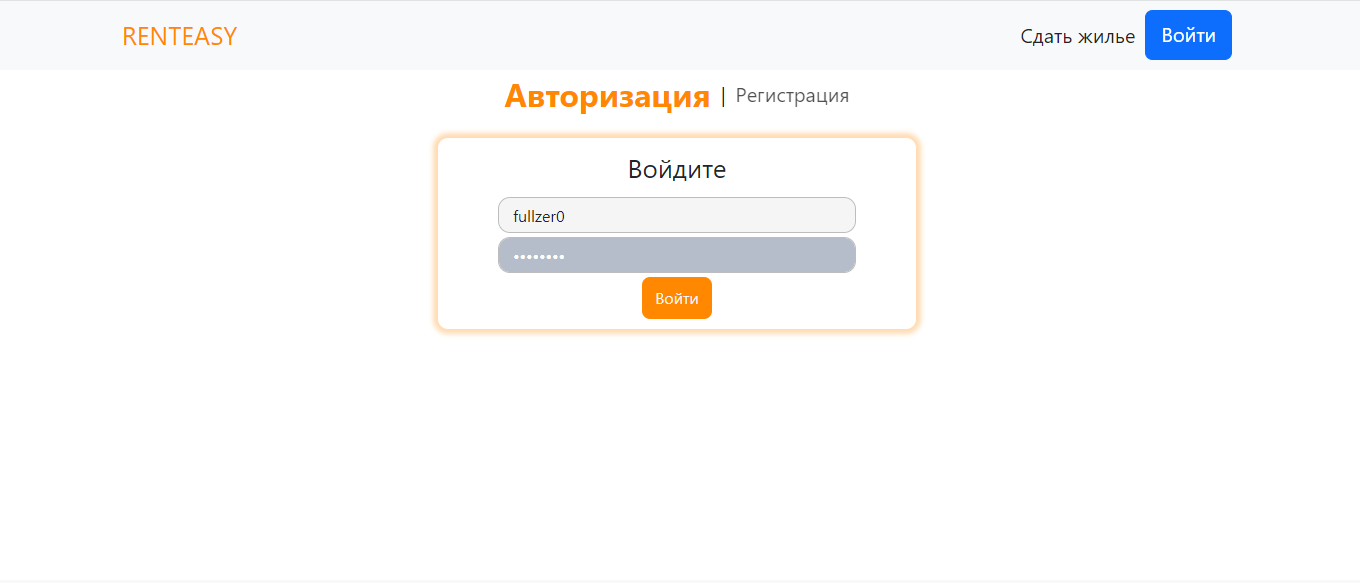 RENTEASY Сдать жилье Войти
Авторизация | Регистрация
Войдите
fullzer0
••••••••
Войти